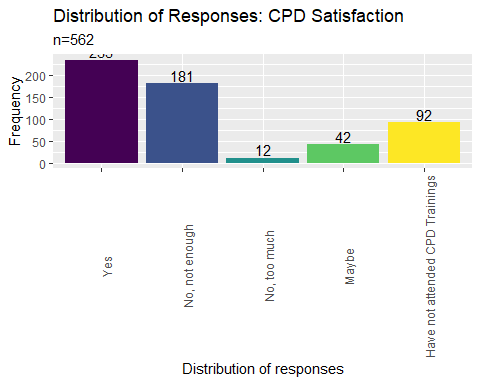 Distribution of Responses: CPD Satisfaction
n=562
Frequency
200
150
100
50
0
235
181
12
42
92
Yes
No, not enough
No, too much
Maybe
Have not attended CPD Trainings
Distribution of responses